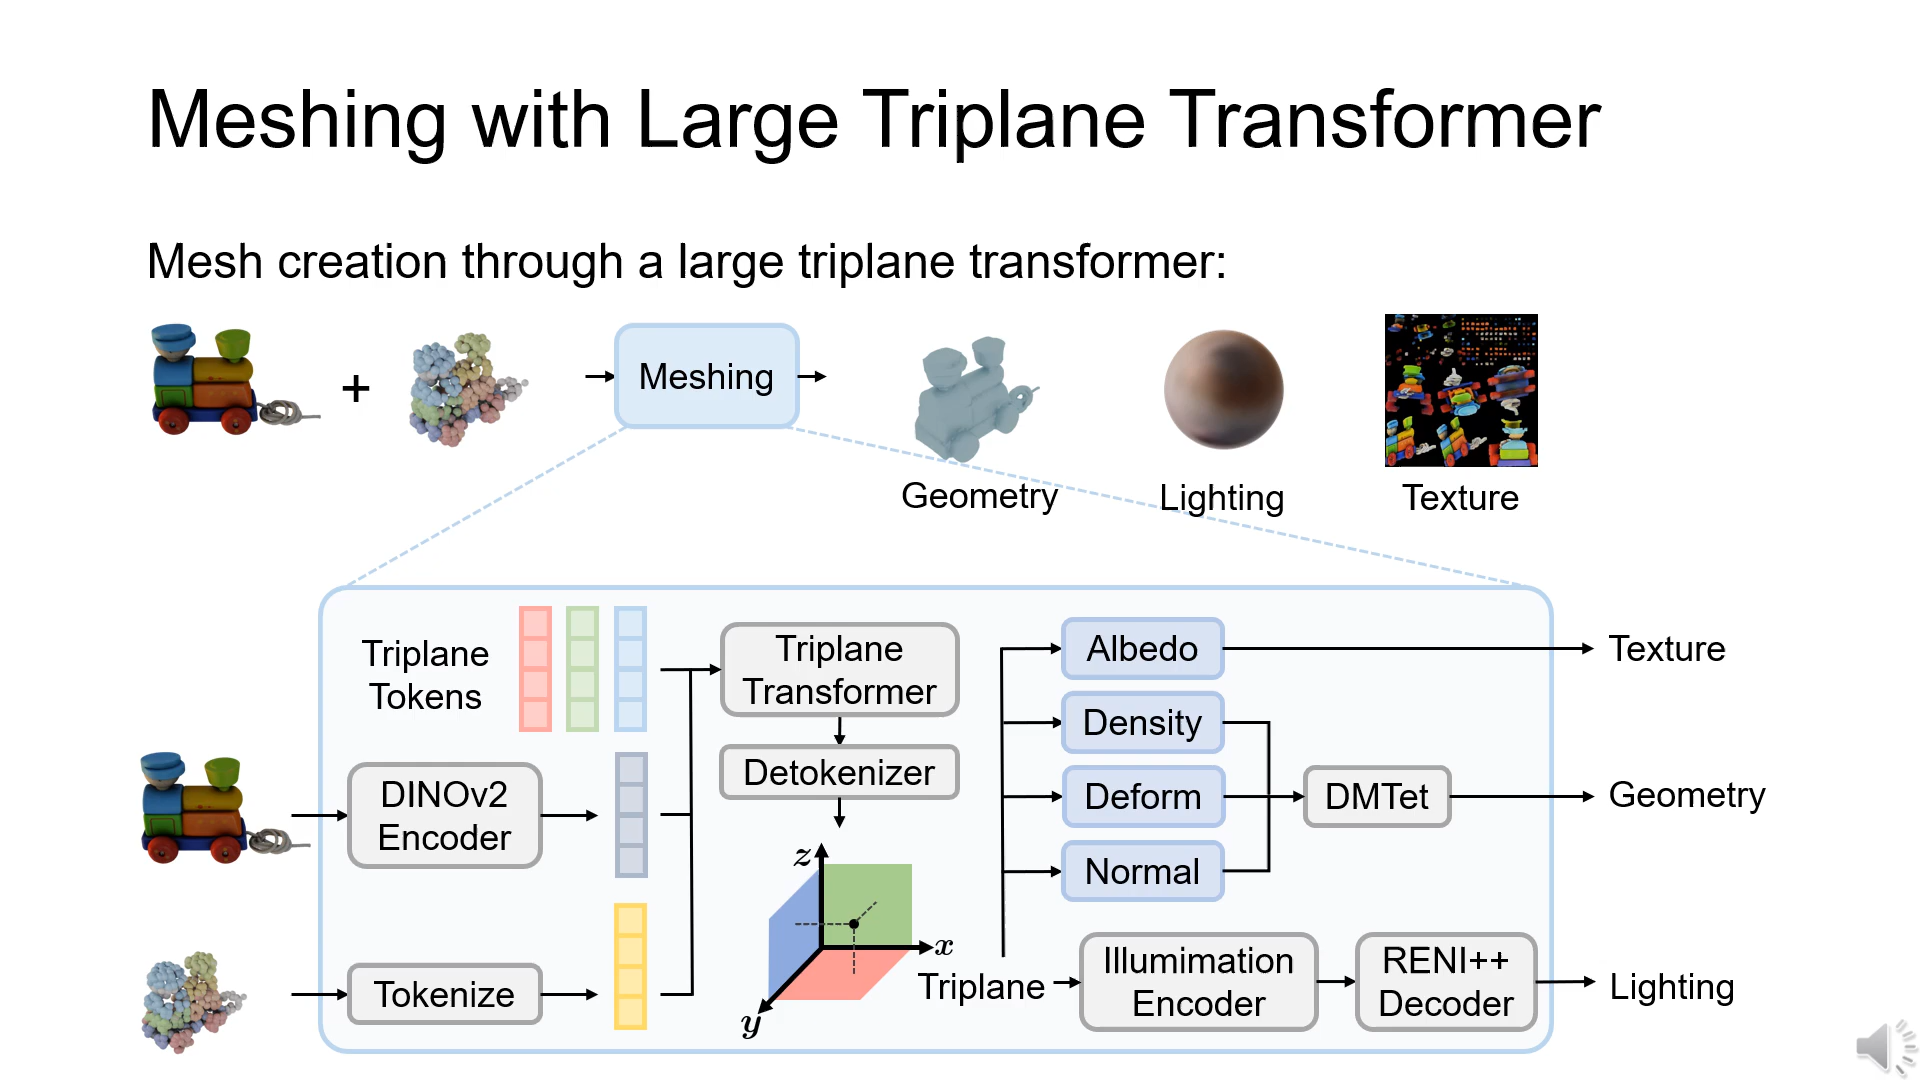 Meshing with Large Triplane Transformer
Mesh creation through a large triplane transformer:
+
Meshing
Geometry
Lighting
Texture
Triplane
Tokens
Triplane
Transformer
Detokenizer
DINOv2
Encoder
Tokenize
z
x
y
Triplane
Albedo
Density
Deform
Normal
DMTet
Illumimation
Encoder
RENI++
Decoder
Texture
Geometry
Lighting